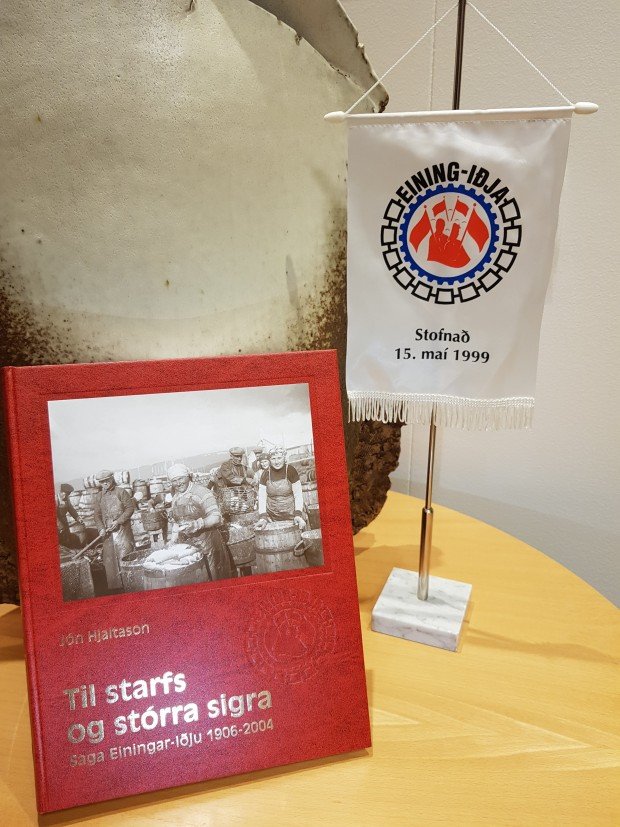 EINING-IÐJA
Stofnað
15. maí 1999
Jón Hjaltason
Til starfs
og stórra sigra
Saga Einingar-Iðju 1906-2004